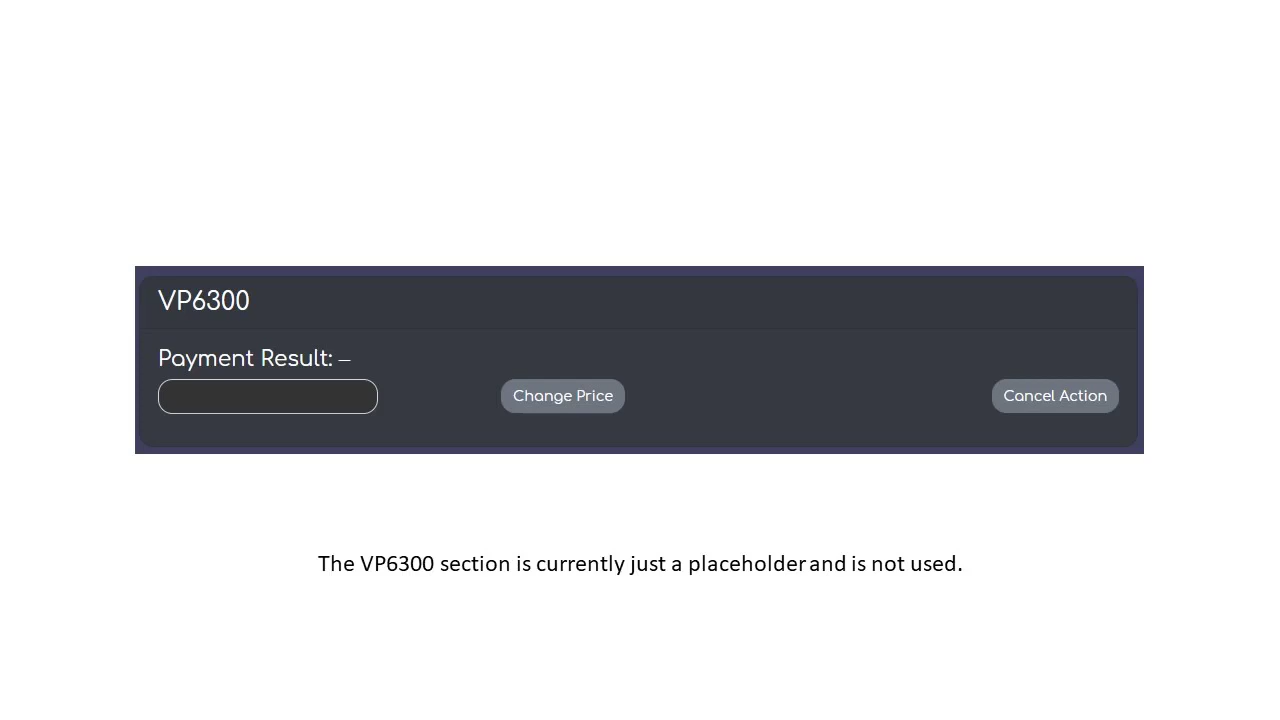 VP6300
Payment Result: –
Change Price
Cancel Action
The VP6300 section is currently just a placeholder and is not used.